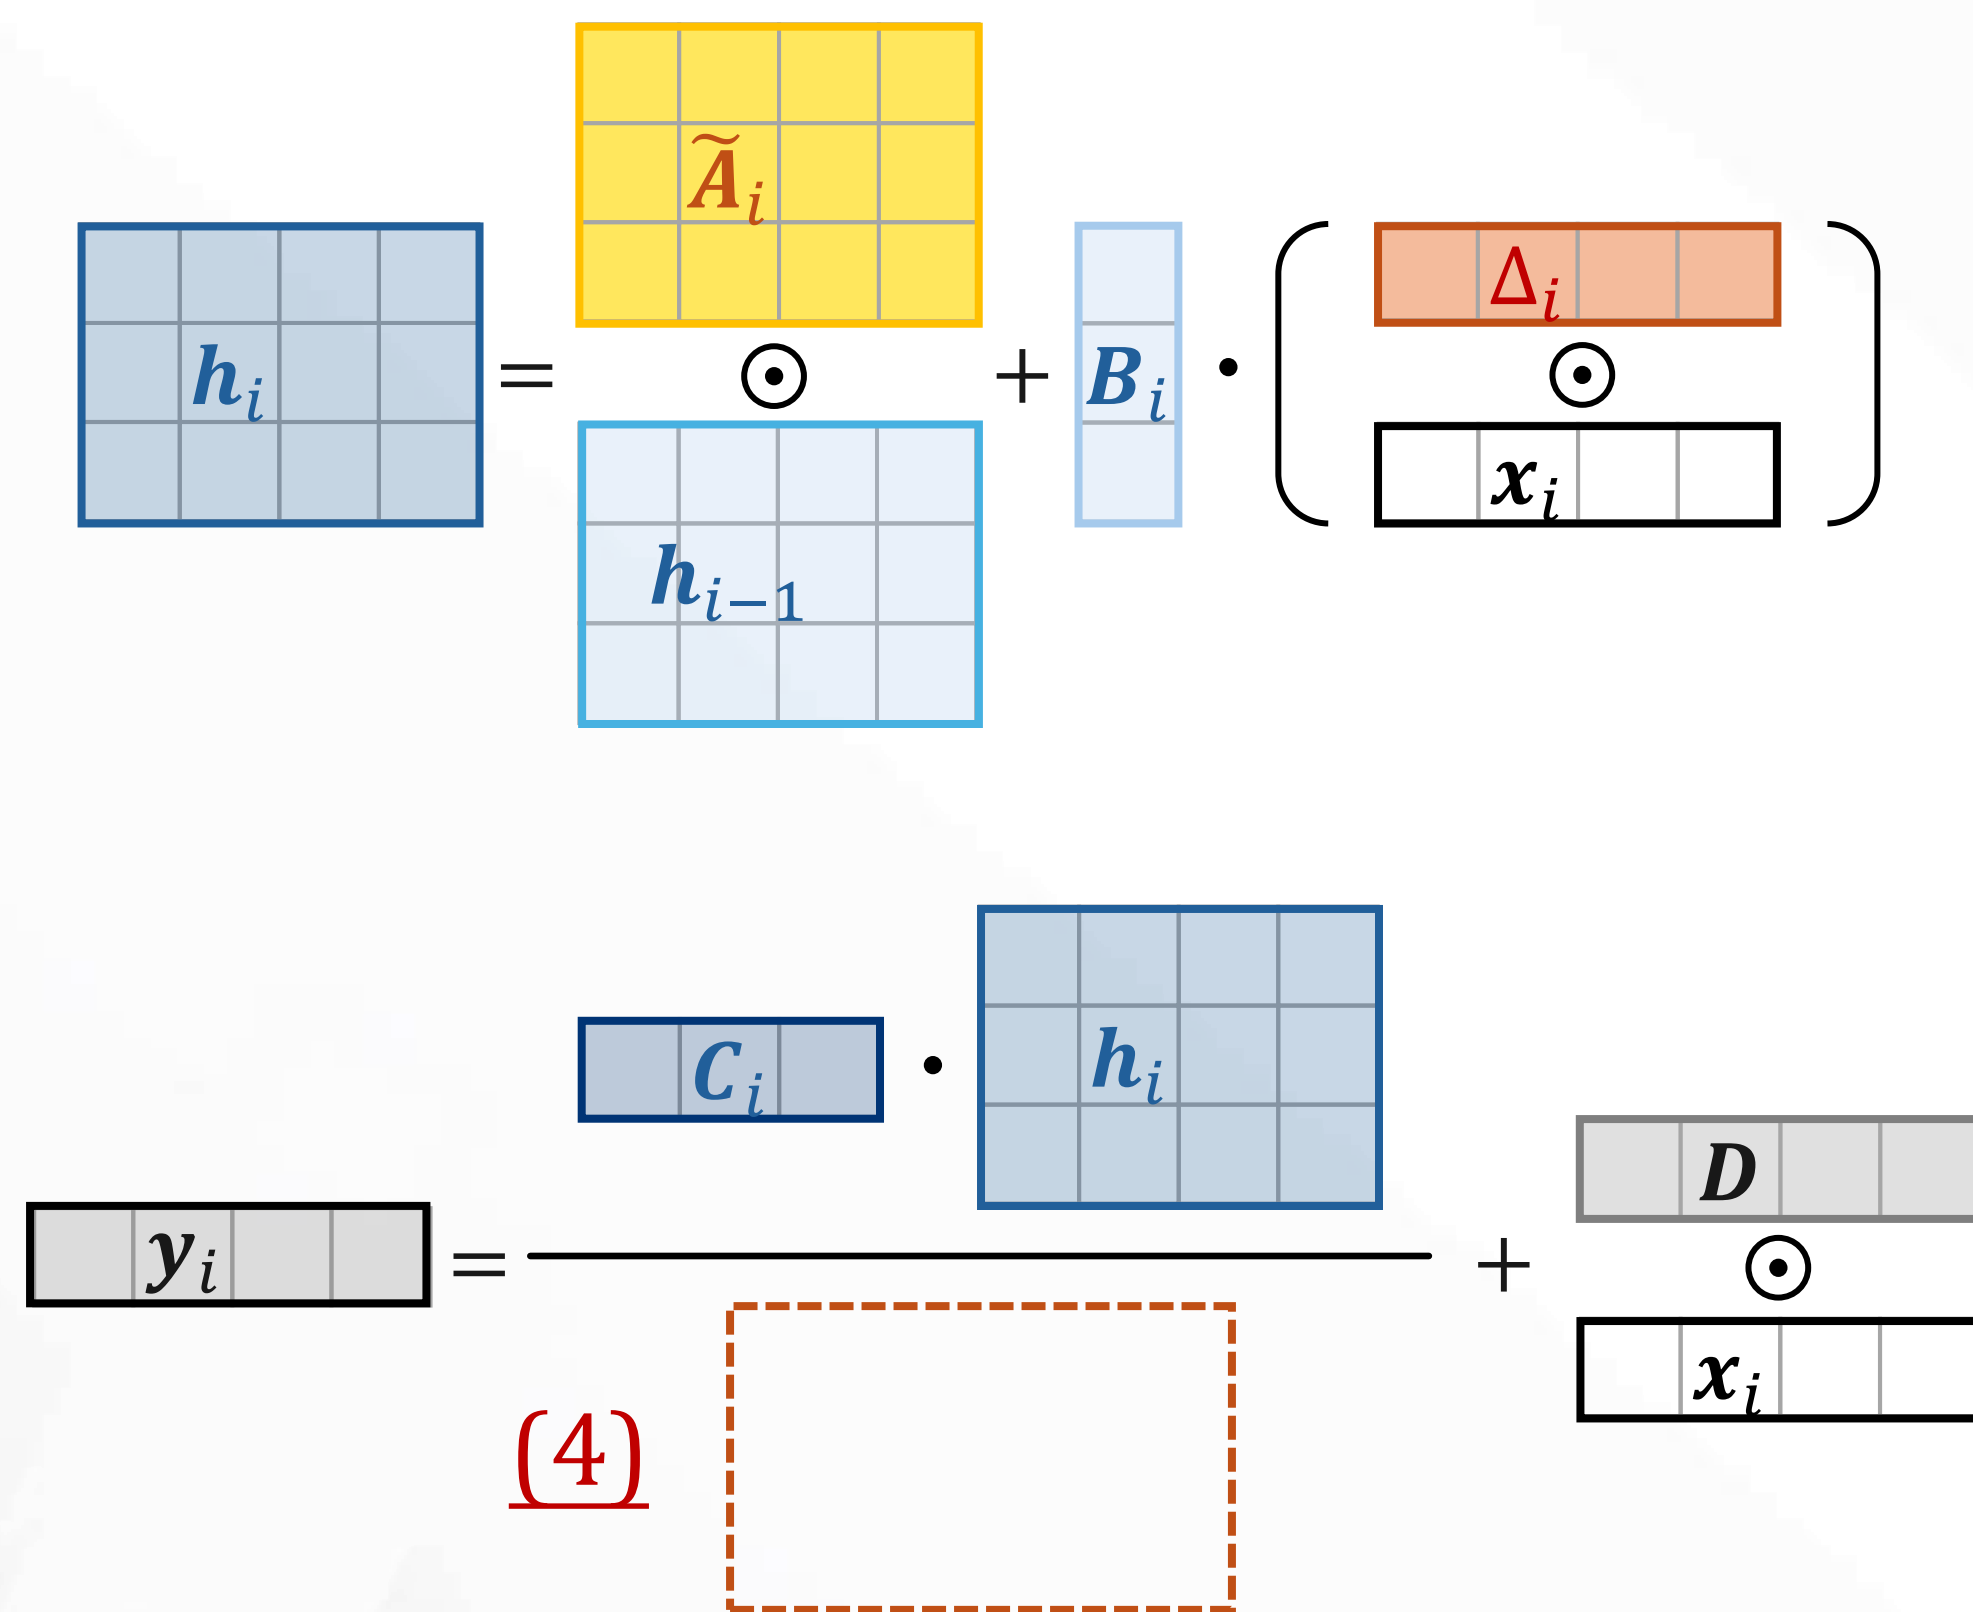 h_i = Ã_i ⊙ h_{i−1} + B_i · ( Δ_i ⊙ x_i )
y_i = C_i · h_i + D ⊙ x_i
(4)